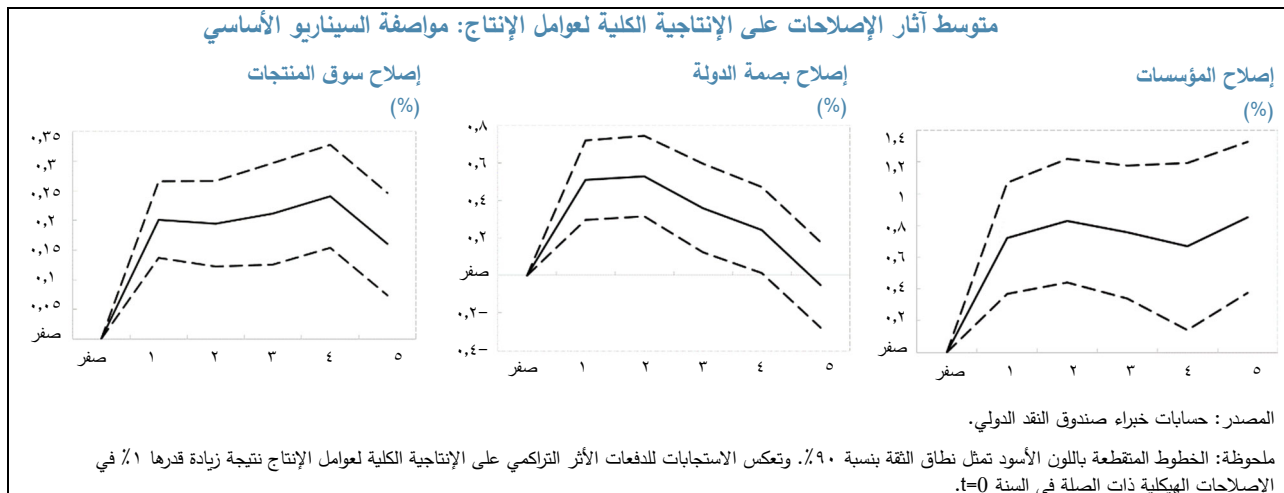 متوسط آثار الإصلاحات على الإنتاجية الكلية لعوامل الإنتاج: مواصفة السيناريو الأساسي
إصلاح المؤسسات
(%)
١,٤
١,٢
١
٠,٨
٠,٦
٠,٤
٠,٢
صفر
صفر ١ ٢ ٣ ٤ ٥
إصلاح بصمة الدولة
(%)
٠,٨
٠,٦
٠,٤
٠,٢
صفر
٠,٢−
٠,٤−
صفر ١ ٢ ٣ ٤ ٥
إصلاح سوق المنتجات
(%)
٠,٣٥
٠,٣
٠,٢٥
٠,٢
٠,١٥
٠,١
٠,٠٥
صفر
صفر ١ ٢ ٣ ٤ ٥
المصدر: حسابات خبراء صندوق النقد الدولي.
ملحوظة: الخطوط المتقطعة باللون الأسود تمثل نطاق الثقة بنسبة ٩٠٪. وتعكس الاستجابات للدفعات الأثر التراكمي على الإنتاجية الكلية لعوامل الإنتاج نتيجة زيادة قدرها ١٪ في
الإصلاحات الهيكلية ذات الصلة في السنة t=0.